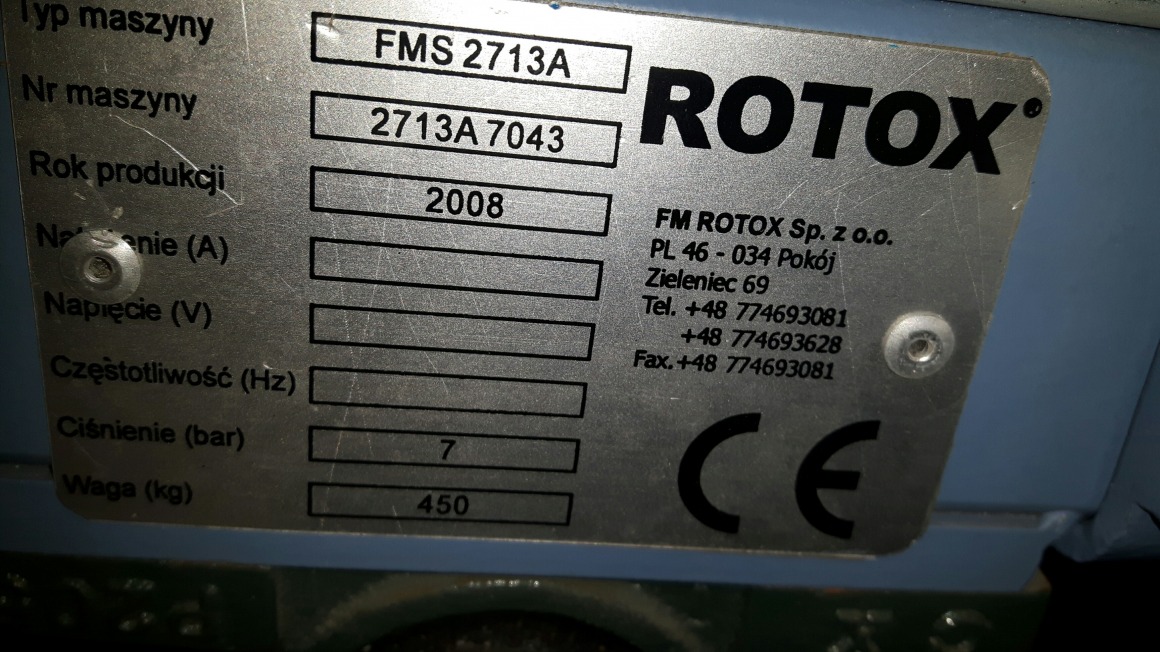 Typ maszyny FMS 2713A
Nr maszyny 2713A 7043
Rok produkcji 2008
(A)
Napięcie (V)
Częstotliwość (Hz)
Ciśnienie (bar) 7
Waga (kg) 450
ROTOX
FM ROTOX Sp. z o.o.
PL 46 - 034 Pokój
Zieleniec 69
Tel. +48 774693081
+48 774693628
Fax. +48 774693081
CE